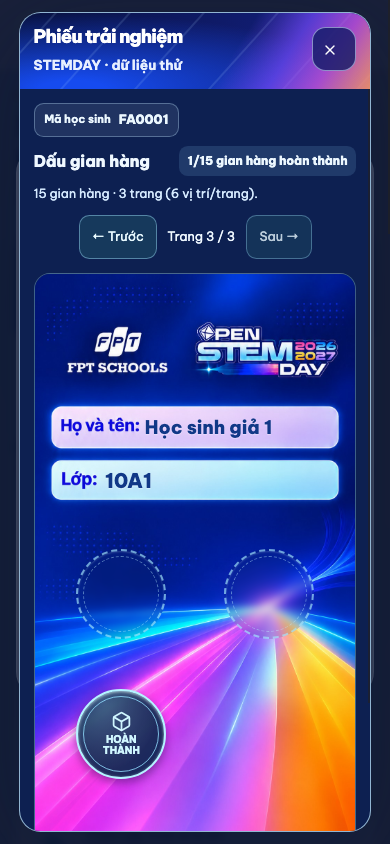 Phiếu trải nghiệm
STEMDAY · dữ liệu thử
×
Mã học sinh FA0001
Dấu gian hàng
1/15 gian hàng hoàn thành
15 gian hàng · 3 trang (6 vị trí/trang).
← Trước
Trang 3 / 3
Sau →
FPT
FPT SCHOOLS
OPEN
STEM 2026
2027
DAY
Họ và tên: Học sinh giả 1
Lớp: 10A1
HOÀN
THÀNH